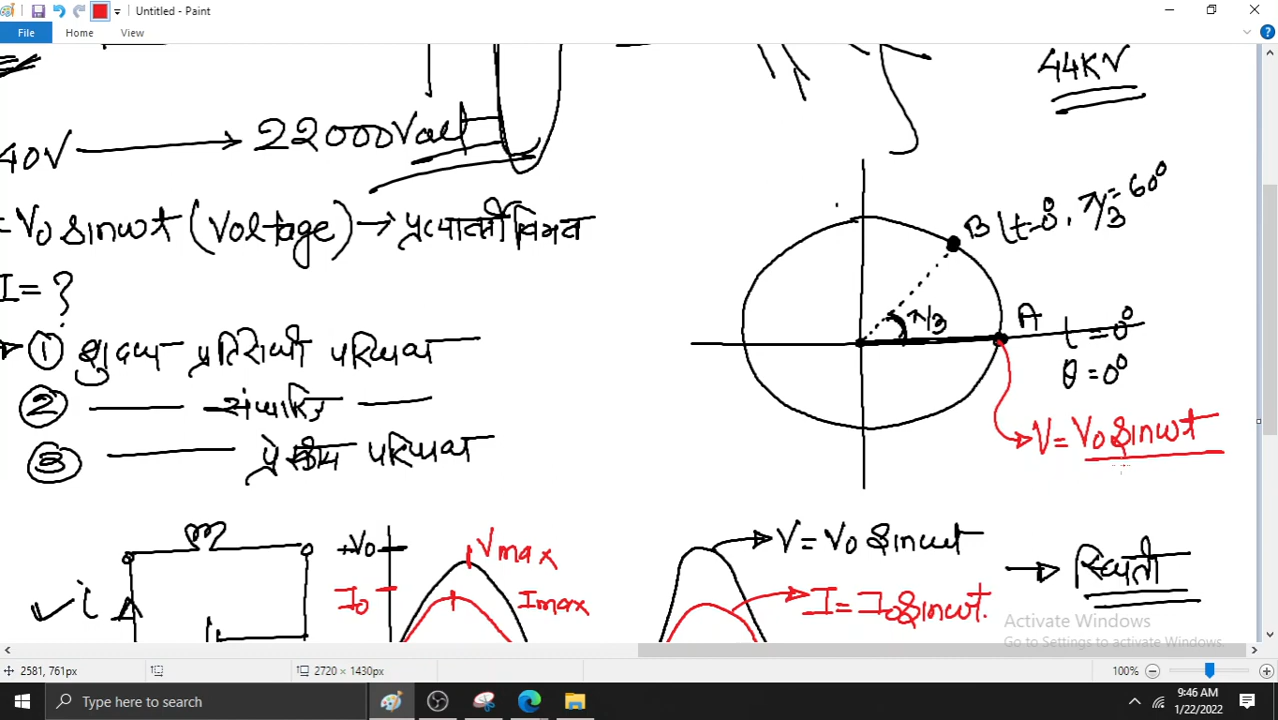 Untitled - Paint
File Home View
44KV
40V → 22000Volt
= V₀ sinωt (Voltage) → प्रत्यावर्ती विभव
I = ?
① शुद्ध प्रतिरोधी परिपथ
②
③ परिपथ
B (t=0°, π/3 = 60°
π/3
A
t = 0°
θ = 0°
V = V₀ sinωt
+V₀
Vmax
I₀
Imax
i
V = V₀ sinωt
I = I₀ sinωt.
→
Activate Windows
Go to Settings to activate Windows.
2581, 761px
2720 × 1430px
100%
Type here to search
9:46 AM
1/22/2022